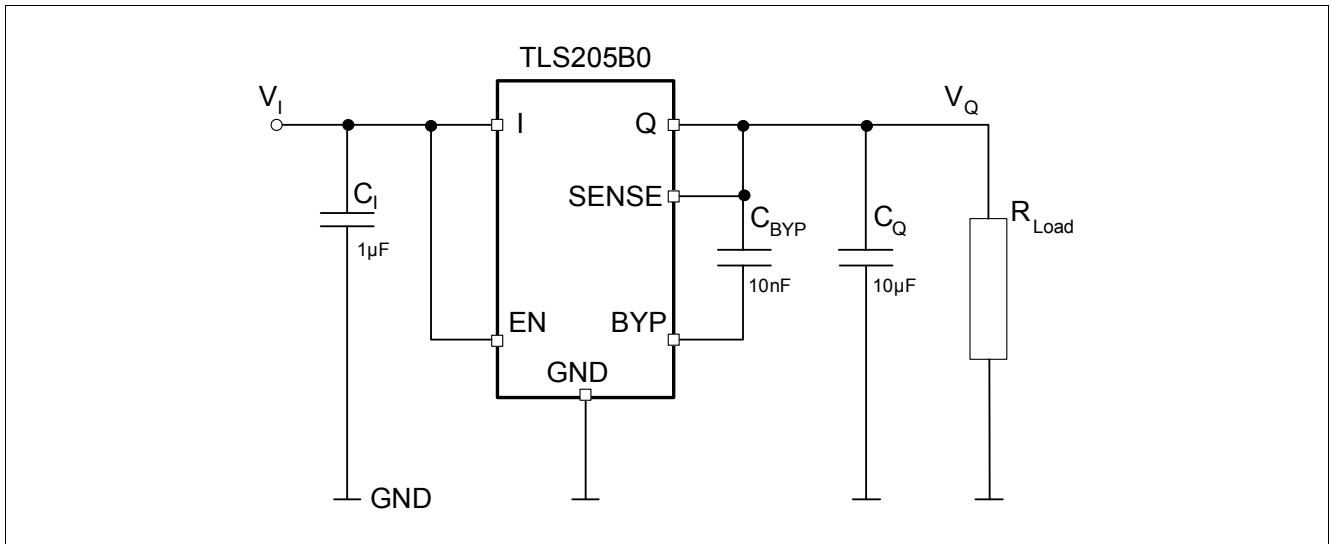 TLS205B0
V_I
V_Q
I
Q
SENSE
C_I
1µF
C_BYP
10nF
C_Q
10µF
R_Load
EN
BYP
GND
GND